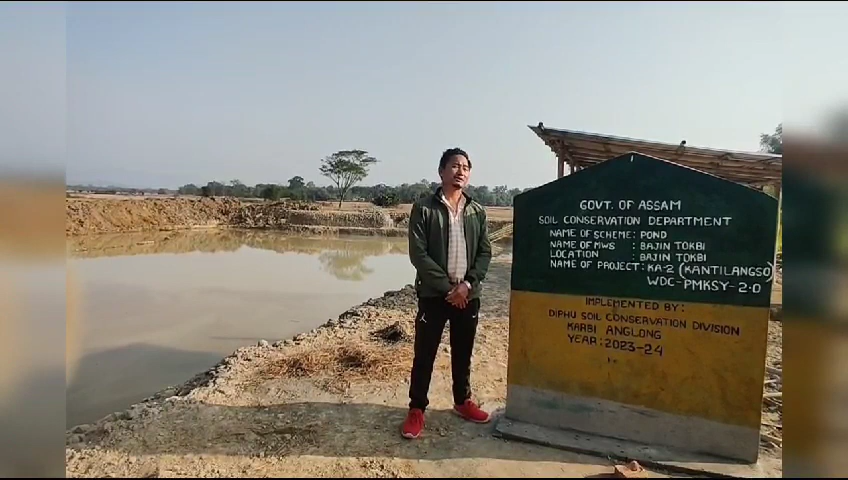 GOVT. OF ASSAM
SOIL CONSERVATION DEPARTMENT
NAME OF SCHEME : POND
NAME OF MWS : BAJIN TOKBI
LOCATION : BAJIN TOKBI
NAME OF PROJECT : KA-2 (KANTILANGSO)
WDC-PMKSY-2.0
IMPLEMENTED BY
DIPHU SOIL CONSERVATION DIVISION
KARBI ANGLONG
YEAR : 2023-24